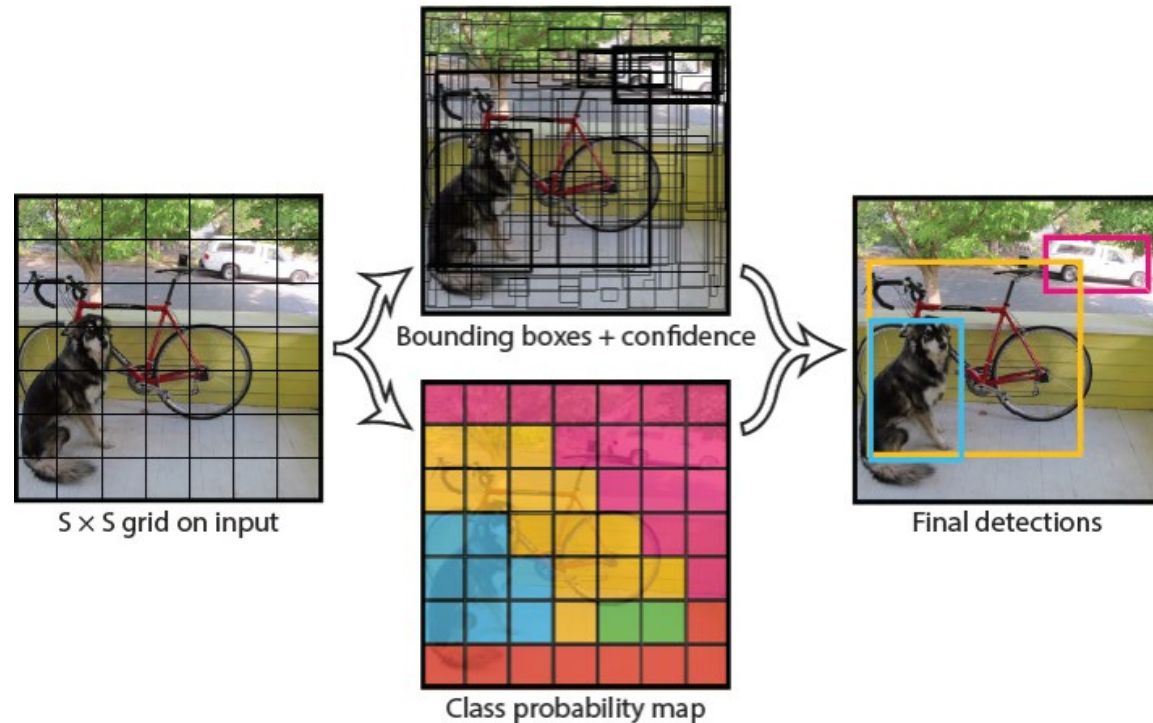 S × S grid on input
Bounding boxes + confidence
Class probability map
Final detections